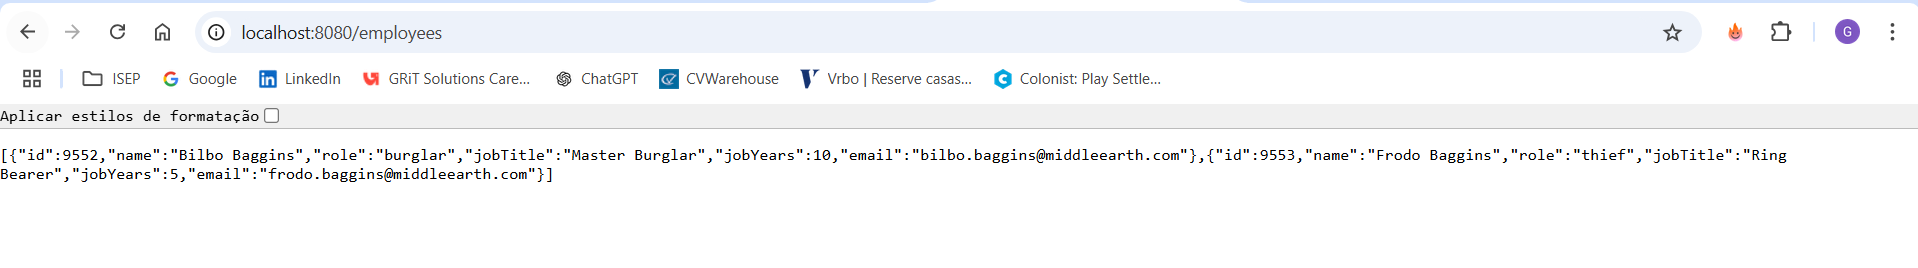 localhost:8080/employees
G
ISEP
Google
LinkedIn
GRiT Solutions Care...
ChatGPT
CVWarehouse
Vrbo | Reserve casas...
Colonist: Play Settle...
Aplicar estilos de formatação
[{"id":9552,"name":"Bilbo Baggins","role":"burglar","jobTitle":"Master Burglar","jobYears":10,"email":"bilbo.baggins@middleearth.com"},{"id":9553,"name":"Frodo Baggins","role":"thief","jobTitle":"Ring
Bearer","jobYears":5,"email":"frodo.baggins@middleearth.com"}]